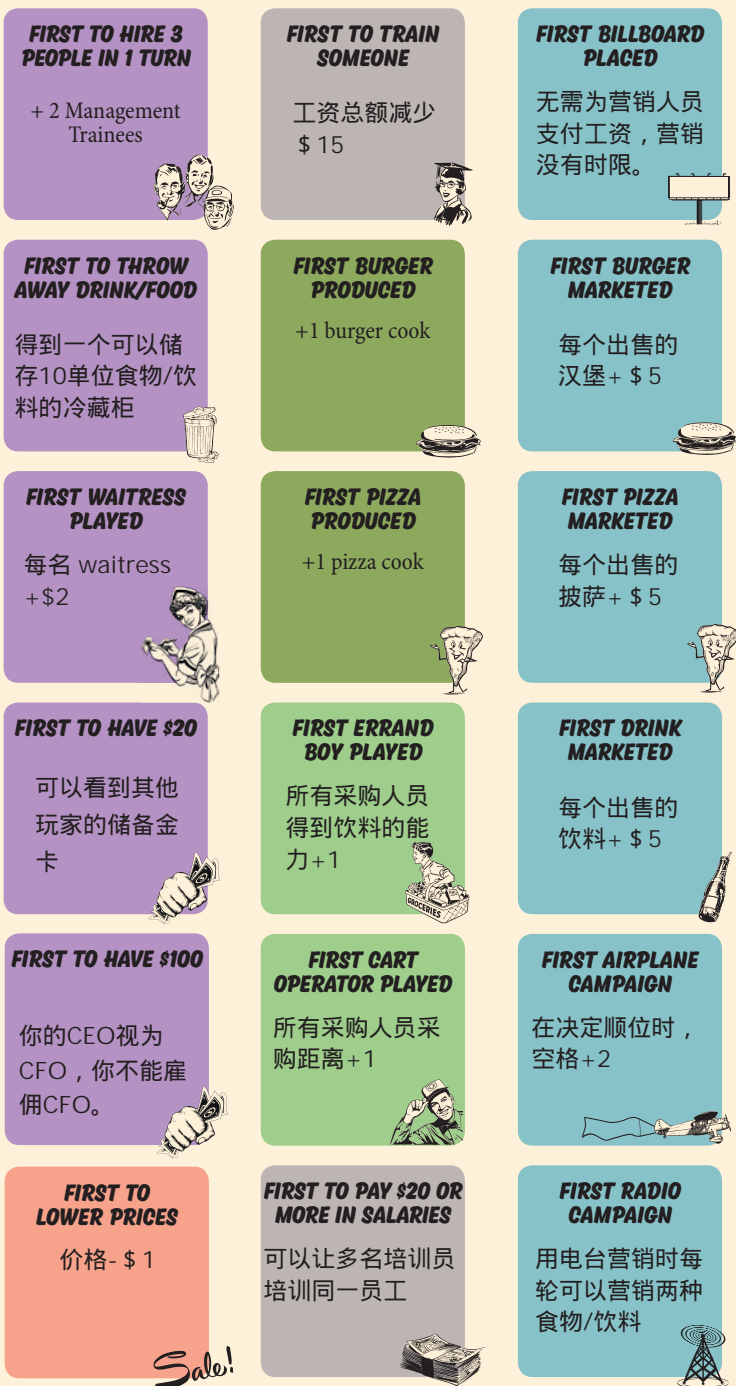 FIRST TO HIRE 3
PEOPLE IN 1 TURN
+ 2 Management
Trainees
FIRST TO TRAIN
SOMEONE
工资总额减少
＄15
FIRST BILLBOARD
PLACED
无需为营销人员
支付工资，营销
没有时限。
FIRST TO THROW
AWAY DRINK/FOOD
得到一个可以储
存10单位食物/饮
料的冷藏柜
FIRST BURGER
PRODUCED
+1 burger cook
FIRST BURGER
MARKETED
每个出售的
汉堡+＄5
FIRST WAITRESS
PLAYED
每名 waitress
+$2
FIRST PIZZA
PRODUCED
+1 pizza cook
FIRST PIZZA
MARKETED
每个出售的
披萨+＄5
FIRST TO HAVE $20
可以看到其他
玩家的储备金
卡
FIRST ERRAND
BOY PLAYED
所有采购人员
得到饮料的能
力+1
GROCERIES
FIRST DRINK
MARKETED
每个出售的
饮料+＄5
FIRST TO HAVE $100
你的CEO视为
CFO，你不能雇
佣CFO。
FIRST CART
OPERATOR PLAYED
所有采购人员采
购距离+1
FIRST AIRPLANE
CAMPAIGN
在决定顺位时，
空格+2
FIRST TO
LOWER PRICES
价格-＄1
Sale!
FIRST TO PAY $20 OR
MORE IN SALARIES
可以让多名培训员
培训同一员工
FIRST RADIO
CAMPAIGN
用电台营销时每
轮可以营销两种
食物/饮料